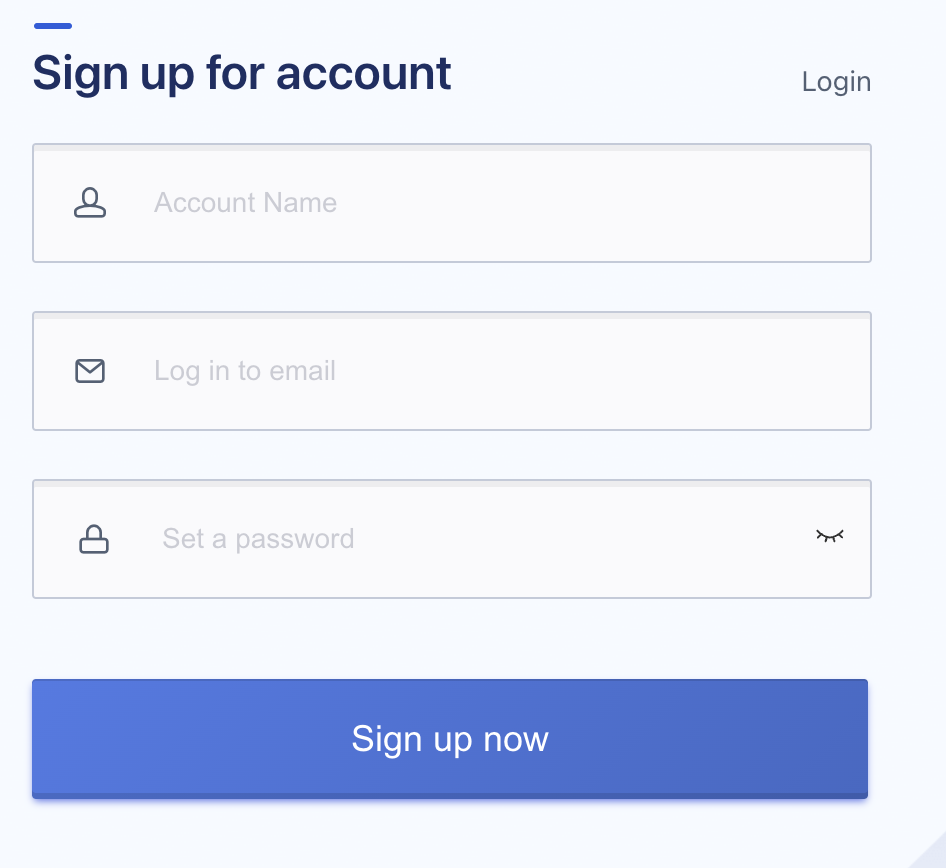 Sign up for account
Login
Account Name
Log in to email
Set a password
Sign up now